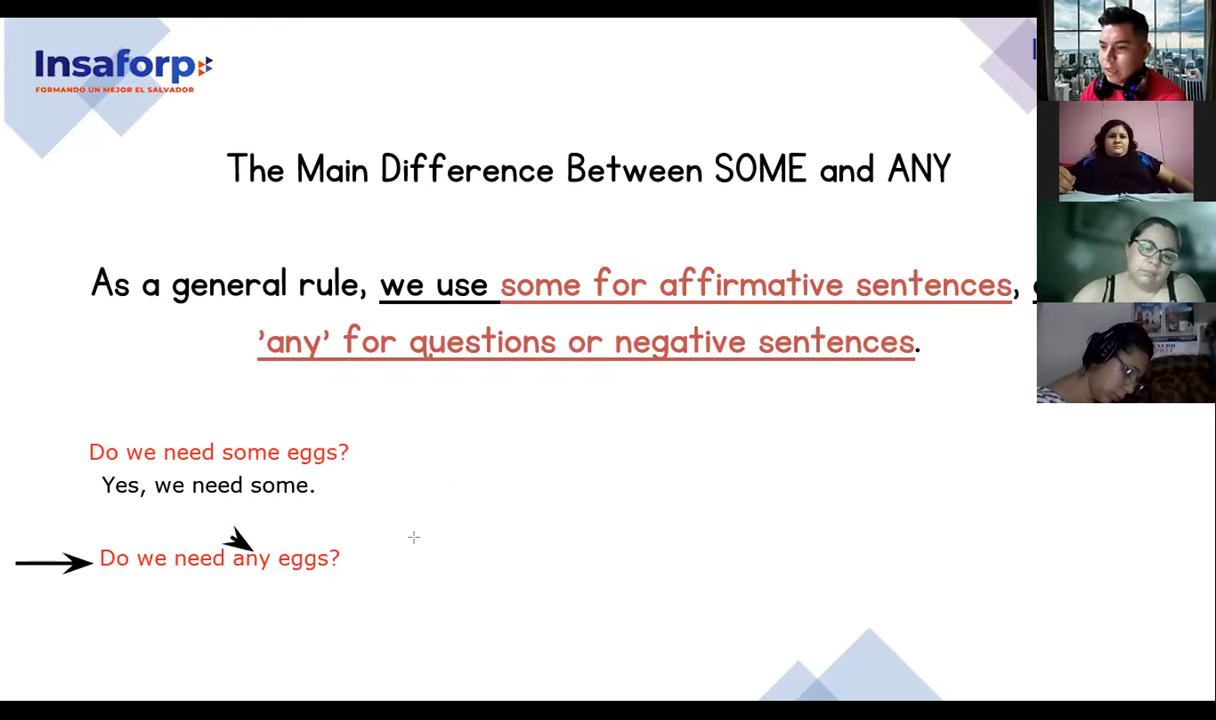 Insaforp
FORMANDO UN MEJOR EL SALVADOR
The Main Difference Between SOME and ANY
As a general rule, we use some for affirmative sentences,
'any' for questions or negative sentences.
Do we need some eggs?
Yes, we need some.
Do we need any eggs?